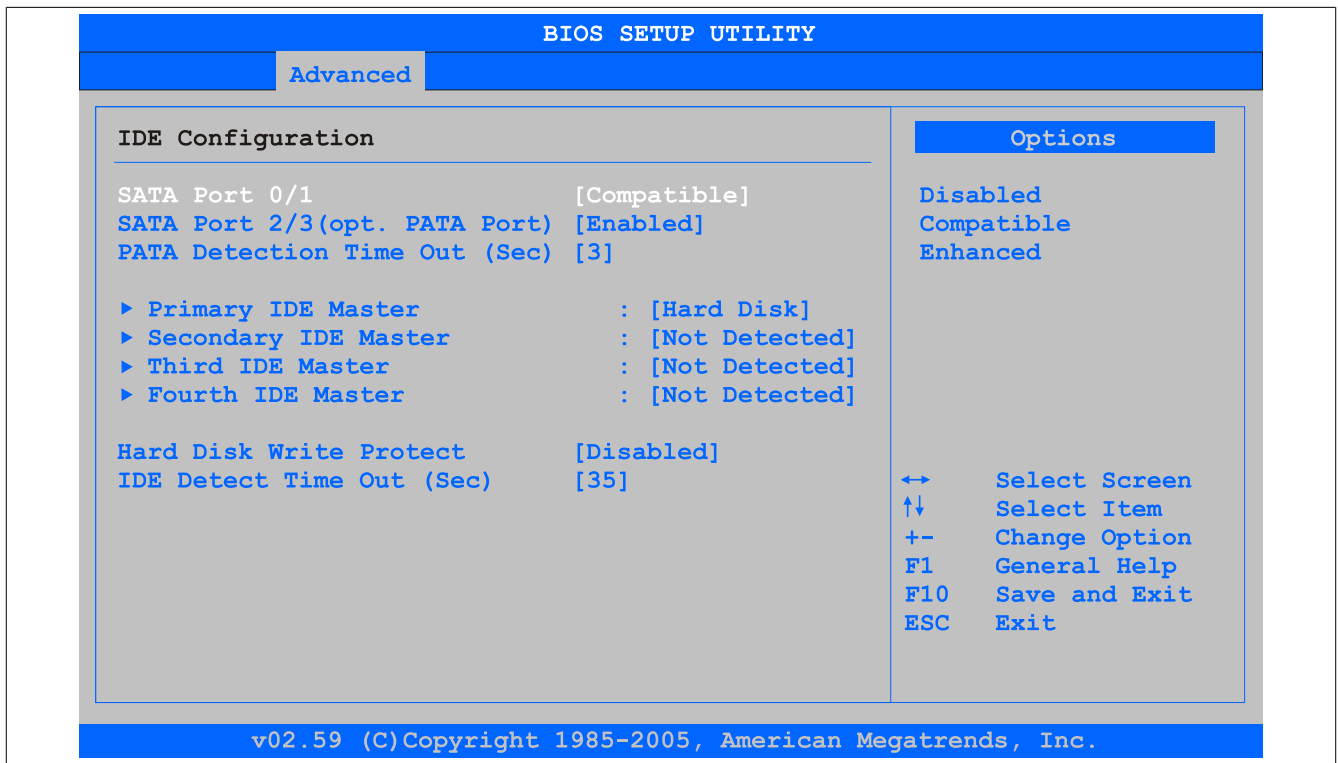 BIOS SETUP UTILITY
Advanced
IDE Configuration
SATA Port 0/1 [Compatible]
SATA Port 2/3(opt. PATA Port) [Enabled]
PATA Detection Time Out (Sec) [3]
▶ Primary IDE Master : [Hard Disk]
▶ Secondary IDE Master : [Not Detected]
▶ Third IDE Master : [Not Detected]
▶ Fourth IDE Master : [Not Detected]
Hard Disk Write Protect [Disabled]
IDE Detect Time Out (Sec) [35]
Options
Disabled
Compatible
Enhanced
↔ Select Screen
↑↓ Select Item
+- Change Option
F1 General Help
F10 Save and Exit
ESC Exit
v02.59 (C)Copyright 1985-2005, American Megatrends, Inc.